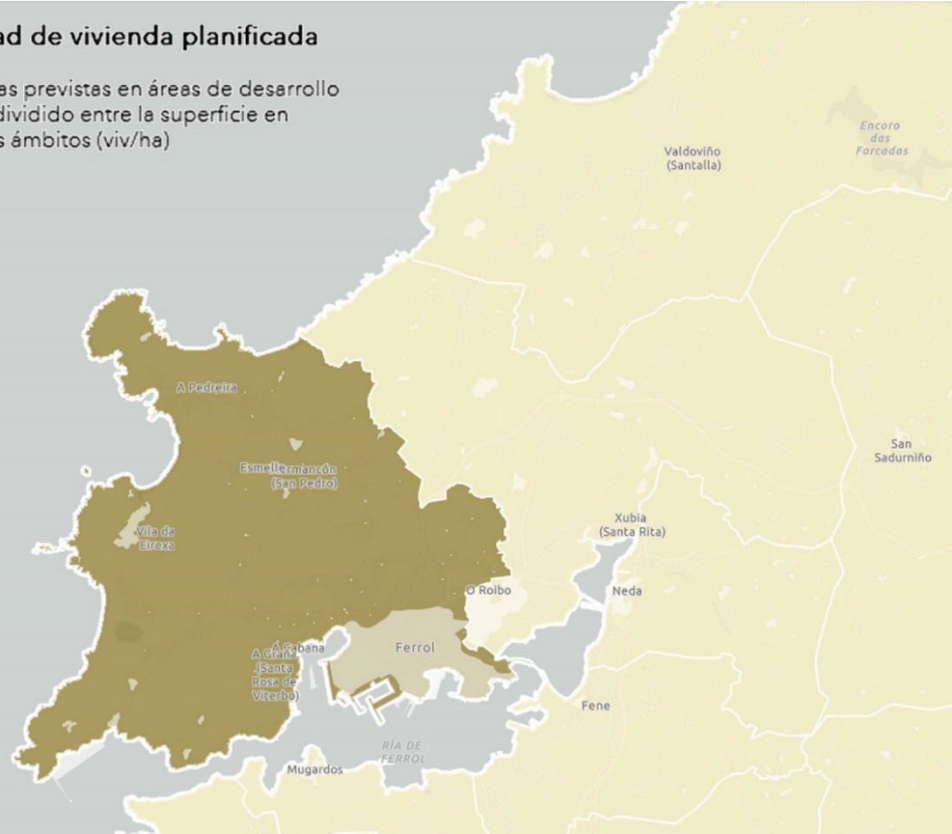 ad de vivienda planificada
as previstas en áreas de desarrollo
dividido entre la superficie en
s ámbitos (viv/ha)
Valdoviño
(Santalla)
Encoro
das
Forcadas
A Pedreira
San
Sadurniño
Esmelle
(San Pedro)
Xubia
(Santa Rita)
Vila da
Eirexa
O Roibo
Neda
Ferrol
A Cabana
A Graña
(Santa
Rosa de
Viterbo)
Fene
RÍA DE
FERROL
Mugardos